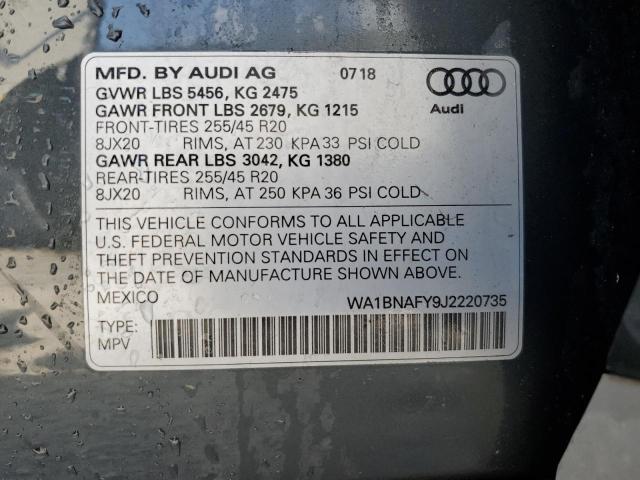 MFD. BY AUDI AG 07 18
GVWR LBS 5456, KG 2475
GAWR FRONT LBS 2679, KG 1215
FRONT-TIRES 255/45 R20
8JX20 RIMS, AT 230 KPA 33 PSI COLD
GAWR REAR LBS 3042, KG 1380
REAR-TIRES 255/45 R20
8JX20 RIMS, AT 250 KPA 36 PSI COLD
Audi
THIS VEHICLE CONFORMS TO ALL APPLICABLE
U.S. FEDERAL MOTOR VEHICLE SAFETY AND
THEFT PREVENTION STANDARDS IN EFFECT ON
THE DATE OF MANUFACTURE SHOWN ABOVE.
MEXICO WA1BNAFY9J2220735
TYPE:
MPV